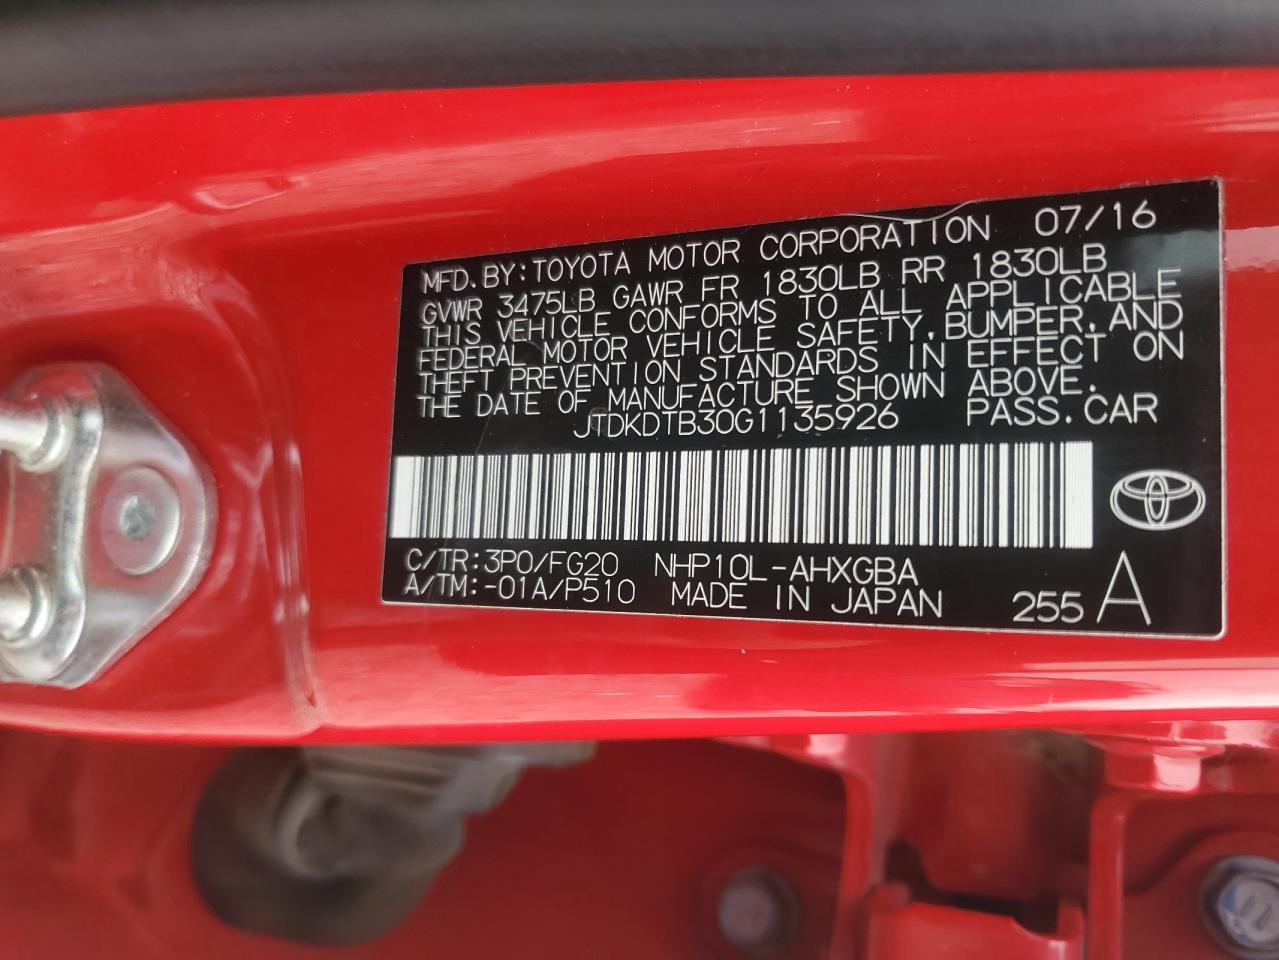 MFD.BY:TOYOTA MOTOR CORPORATION 07/16
GVWR 3475LB GAWR FR 1830LB RR 1830LB
THIS VEHICLE CONFORMS TO ALL APPLICABLE
FEDERAL MOTOR VEHICLE SAFETY,BUMPER,AND
THEFT PREVENTION STANDARDS IN EFFECT ON
THE DATE OF MANUFACTURE SHOWN ABOVE.
JTDKDTB30G1135926 PASS.CAR
C/TR:3P0/FG20 NHP10L-AHXGBA
A/TM:-01A/P510 MADE IN JAPAN 255 A